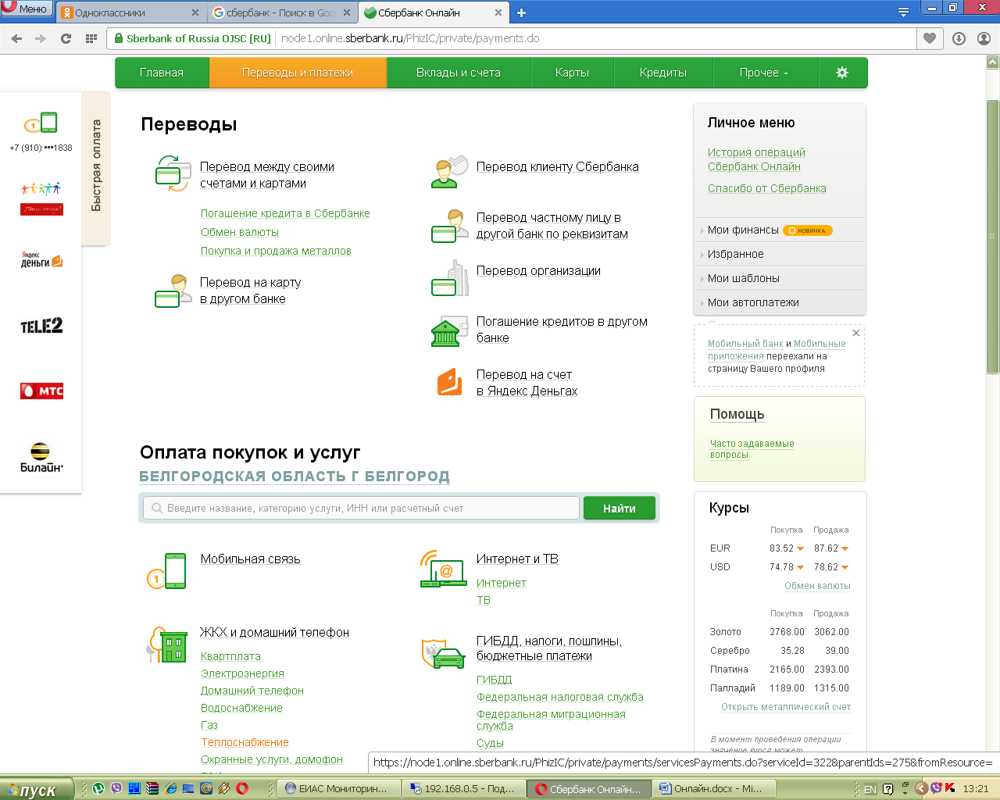 Меню
Одноклассники
сбербанк - Поиск в Goo
Сбербанк Онлайн
Sberbank of Russia OJSC [RU]
node1.online.sberbank.ru/PhizIC/private/payments.do
Главная
Переводы и платежи
Вклады и счета
Карты
Кредиты
Прочее
+7 (910) •••1838
Быстрая оплата
Яндекс
деньги
TELE2
МТС
Билайн
Переводы
Перевод между своими
счетами и картами
Погашение кредита в Сбербанке
Обмен валюты
Покупка и продажа металлов
Перевод на карту
в другом банке
Перевод клиенту Сбербанка
Перевод частному лицу в
другой банк по реквизитам
Перевод организации
Погашение кредитов в другом
банке
Перевод на счет
в Яндекс.Деньгах
Личное меню
История операций
Сбербанк Онлайн
Спасибо от Сбербанка
Мои финансы
НОВИНКА
Избранное
Мои шаблоны
Мои автоплатежи
Мобильный банк и Мобильные
приложения переехали на
страницу Вашего профиля
Помощь
Часто задаваемые
вопросы
Оплата покупок и услуг
БЕЛГОРОДСКАЯ ОБЛАСТЬ Г БЕЛГОРОД
Введите название, категорию услуги, ИНН или расчетный счет
Найти
Мобильная связь
Интернет и ТВ
Интернет
ТВ
ЖКХ и домашний телефон
Квартплата
Электроэнергия
Домашний телефон
Водоснабжение
Газ
Теплоснабжение
Охранные услуги, домофон
ГИБДД, налоги, пошлины,
бюджетные платежи
ГИБДД
Федеральная налоговая служба
Федеральная миграционная
служба
Суды
Курсы
Покупка Продажа
EUR 83.52 87.62
USD 74.78 78.62
Обмен валюты
Покупка Продажа
Золото 2768.00 3062.00
Серебро 35.28 39.00
Платина 2165.00 2393.00
Палладий 1189.00 1315.00
Открыть металлический счет
В момент проведения операции
значение курса может
https://node1.online.sberbank.ru/PhizIC/private/payments/servicesPayments.do?serviceId=322&parentIds=275&fromResource=
пуск
ЕИАС Мониторин...
192.168.0.5 - Под...
Сбербанк Онлайн...
Онлайн.docx - Mi...
EN
13:21